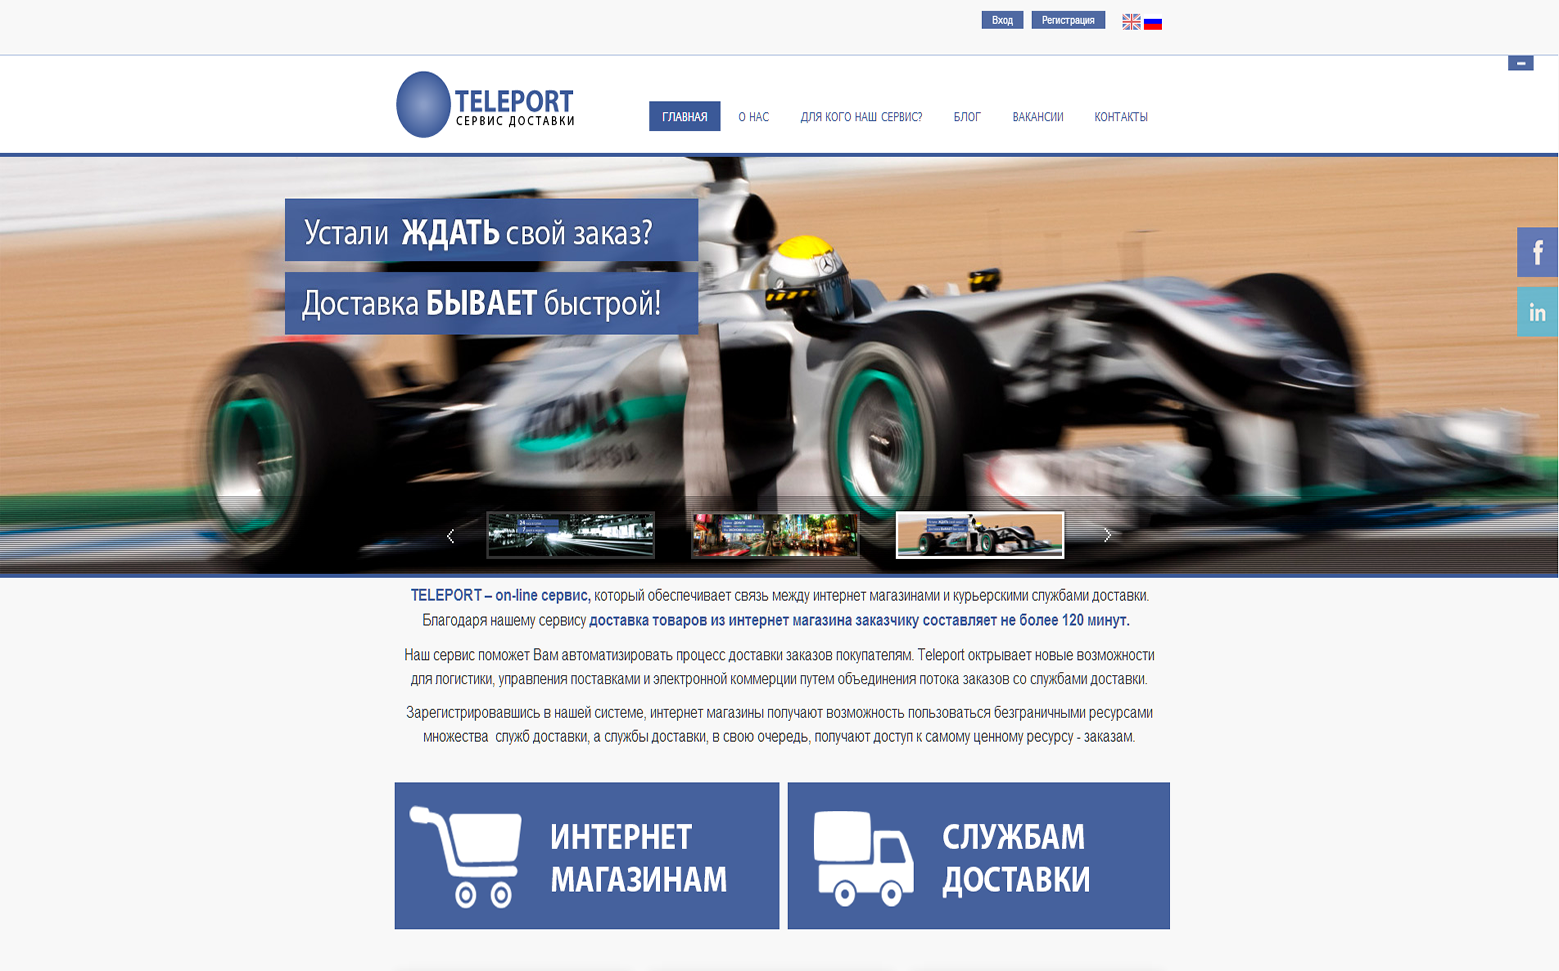 Вход Регистрация
TELEPORT
СЕРВИС ДОСТАВКИ
ГЛАВНАЯ О НАС ДЛЯ КОГО НАШ СЕРВИС? БЛОГ ВАКАНСИИ КОНТАКТЫ
Устали ЖДАТЬ свой заказ?
Доставка БЫВАЕТ быстрой!
f
in
PETRONAS
MALAYSIA
TELEPORT – on-line сервис, который обеспечивает связь между интернет магазинами и курьерскими службами доставки.
Благодаря нашему сервису доставка товаров из интернет магазина заказчику составляет не более 120 минут.
Наш сервис поможет Вам автоматизировать процесс доставки заказов покупателям. Teleport октрывает новые возможности
для логистики, управления поставками и электронной коммерции путем объединения потока заказов со службами доставки.
Зарегистрировавшись в нашей системе, интернет магазины получают возможность пользоваться безграничными ресурсами
множества служб доставки, а службы доставки, в свою очередь, получают доступ к самому ценному ресурсу - заказам.
ИНТЕРНЕТ
МАГАЗИНАМ
СЛУЖБАМ
ДОСТАВКИ